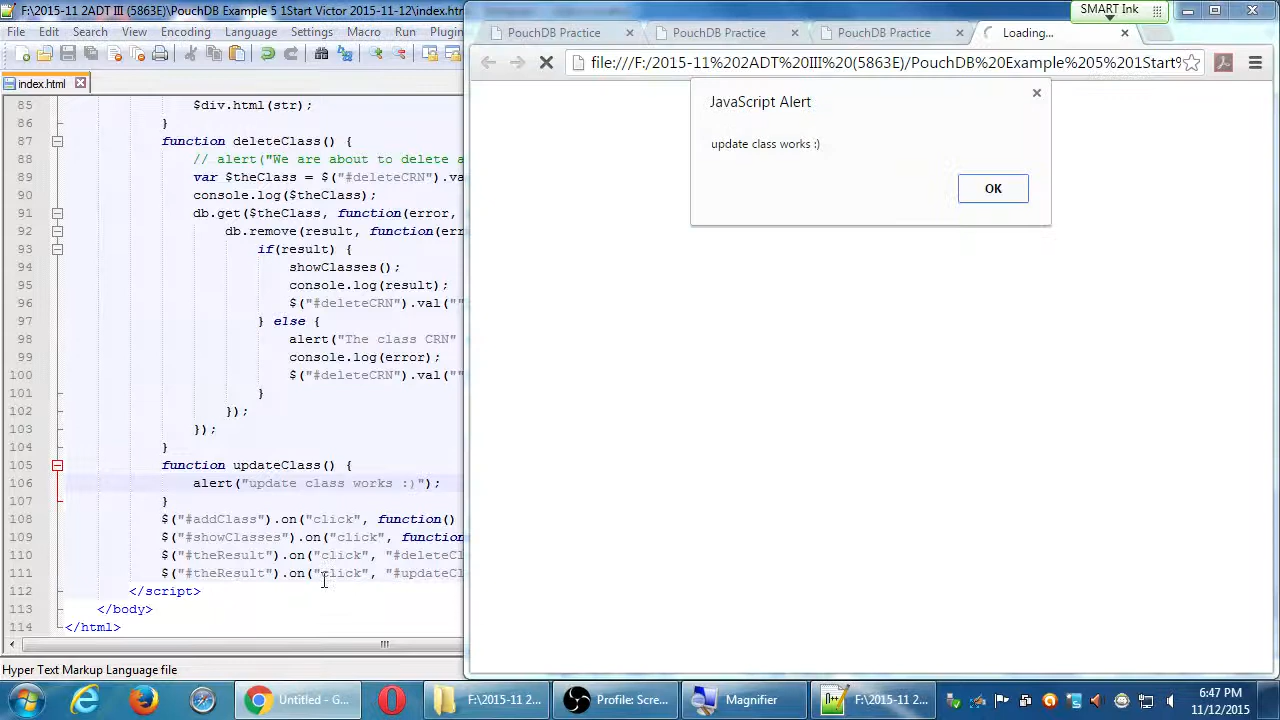 F:\2015-11 2ADT III (5863E)\PouchDB Example 5 1Start Victor 2015-11-12\index.htm
SMART Ink
File Edit Search View Encoding Language Settings Macro Run Plugin
PouchDB Practice
PouchDB Practice
PouchDB Practice
Loading...
file:///F:/2015-11%202ADT%20III%20(5863E)/PouchDB%20Example%205%201Start%
index.html
JavaScript Alert
update class works :)
OK
85 $div.html(str);
86 }
87 function deleteClass() {
88 // alert("We are about to delete a
89 var $theClass = $("#deleteCRN").va
90 console.log($theClass);
91 db.get($theClass, function(error,
92 db.remove(result, function(err
93 if(result) {
94 showClasses();
95 console.log(result);
96 $("#deleteCRN").val(""
97 } else {
98 alert("The class CRN"
99 console.log(error);
100 $("#deleteCRN").val(""
101 }
102 });
103 });
104 }
105 function updateClass() {
106 alert("update class works :)");
107 }
108 $("#addClass").on("click", function()
109 $("#showClasses").on("click", function
110 $("#theResult").on("click", "#deleteCl
111 $("#theResult").on("click", "#updateCl
112 </script>
113 </body>
114 </html>
Hyper Text Markup Language file
Untitled - G...
F:\2015-11 2...
Profile: Scre...
Magnifier
F:\2015-11 2...
6:47 PM
11/12/2015